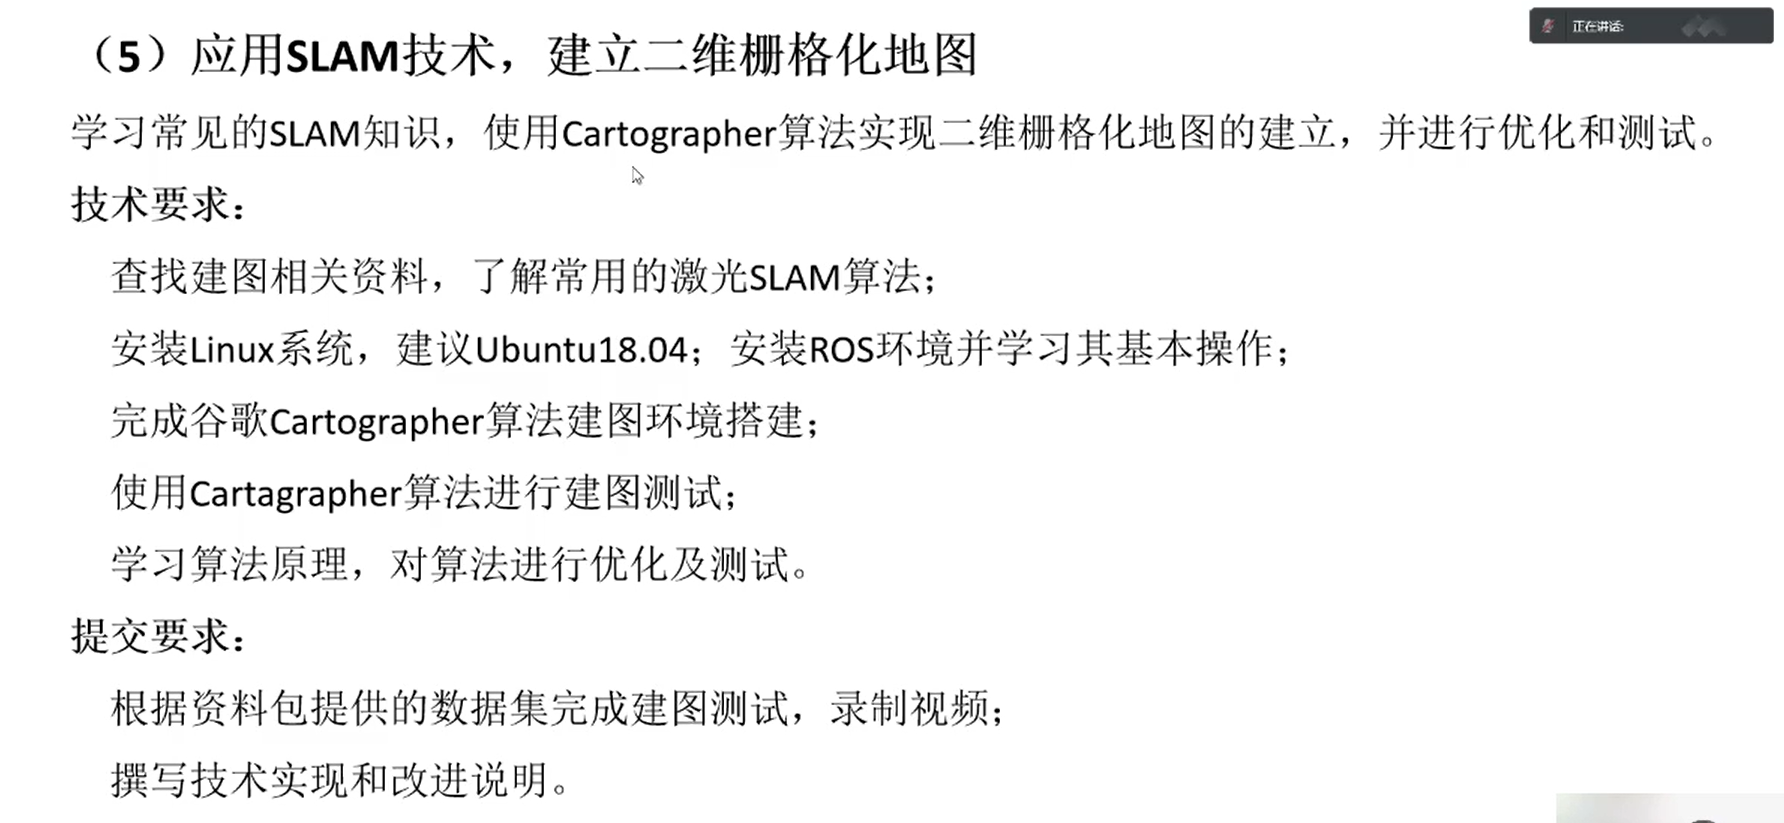 正在讲话:
（5）应用SLAM技术，建立二维栅格化地图
学习常见的SLAM知识，使用Cartographer算法实现二维栅格化地图的建立，并进行优化和测试。
技术要求：
查找建图相关资料，了解常用的激光SLAM算法；
安装Linux系统，建议Ubuntu18.04；安装ROS环境并学习其基本操作；
完成谷歌Cartographer算法建图环境搭建；
使用Cartagrapher算法进行建图测试；
学习算法原理，对算法进行优化及测试。
提交要求：
根据资料包提供的数据集完成建图测试，录制视频；
撰写技术实现和改进说明。